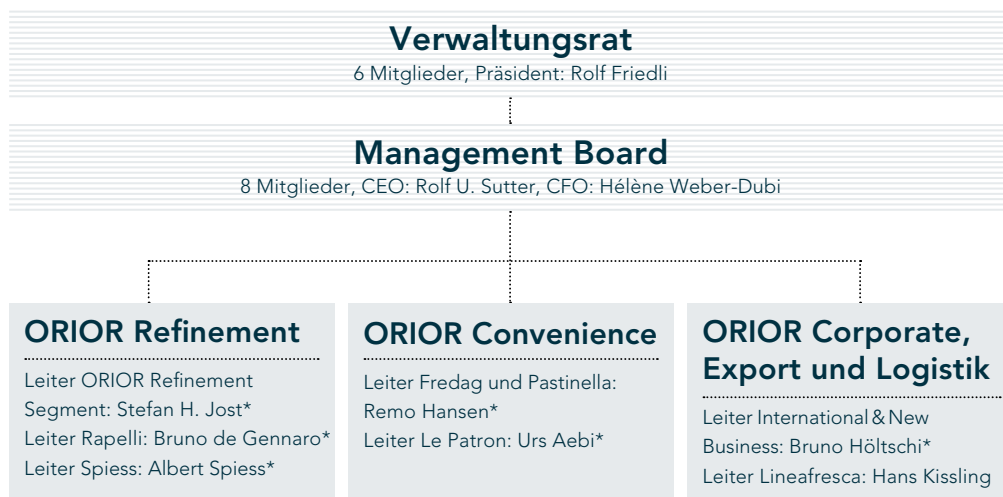 Verwaltungsrat
6 Mitglieder, Präsident: Rolf Friedli
Management Board
8 Mitglieder, CEO: Rolf U. Sutter, CFO: Hélène Weber-Dubi
ORIOR Refinement
Leiter ORIOR Refinement
Segment: Stefan H. Jost*
Leiter Rapelli: Bruno de Gennaro*
Leiter Spiess: Albert Spiess*
ORIOR Convenience
Leiter Fredag und Pastinella:
Remo Hansen*
Leiter Le Patron: Urs Aebi*
ORIOR Corporate,
Export und Logistik
Leiter International & New
Business: Bruno Höltschi*
Leiter Lineafresca: Hans Kissling